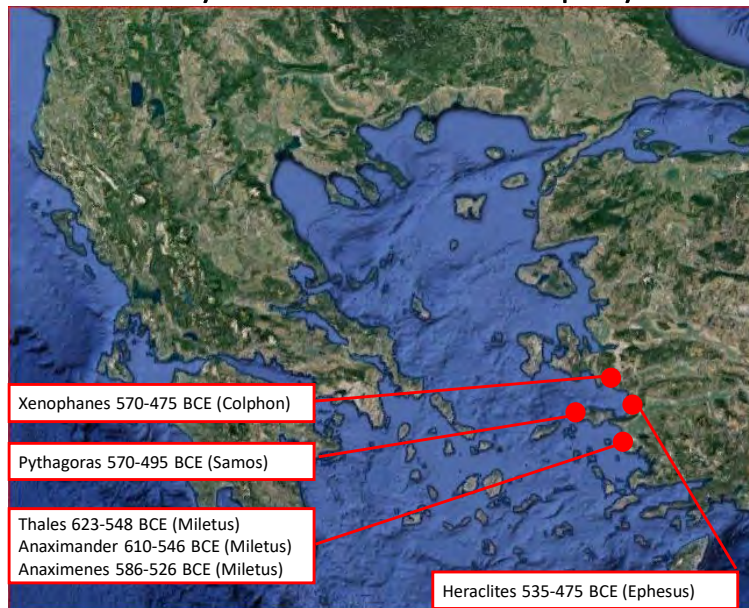 Xenophanes 570-475 BCE (Colphon)
Pythagoras 570-495 BCE (Samos)
Thales 623-548 BCE (Miletus)
Anaximander 610-546 BCE (Miletus)
Anaximenes 586-526 BCE (Miletus)
Heraclites 535-475 BCE (Ephesus)